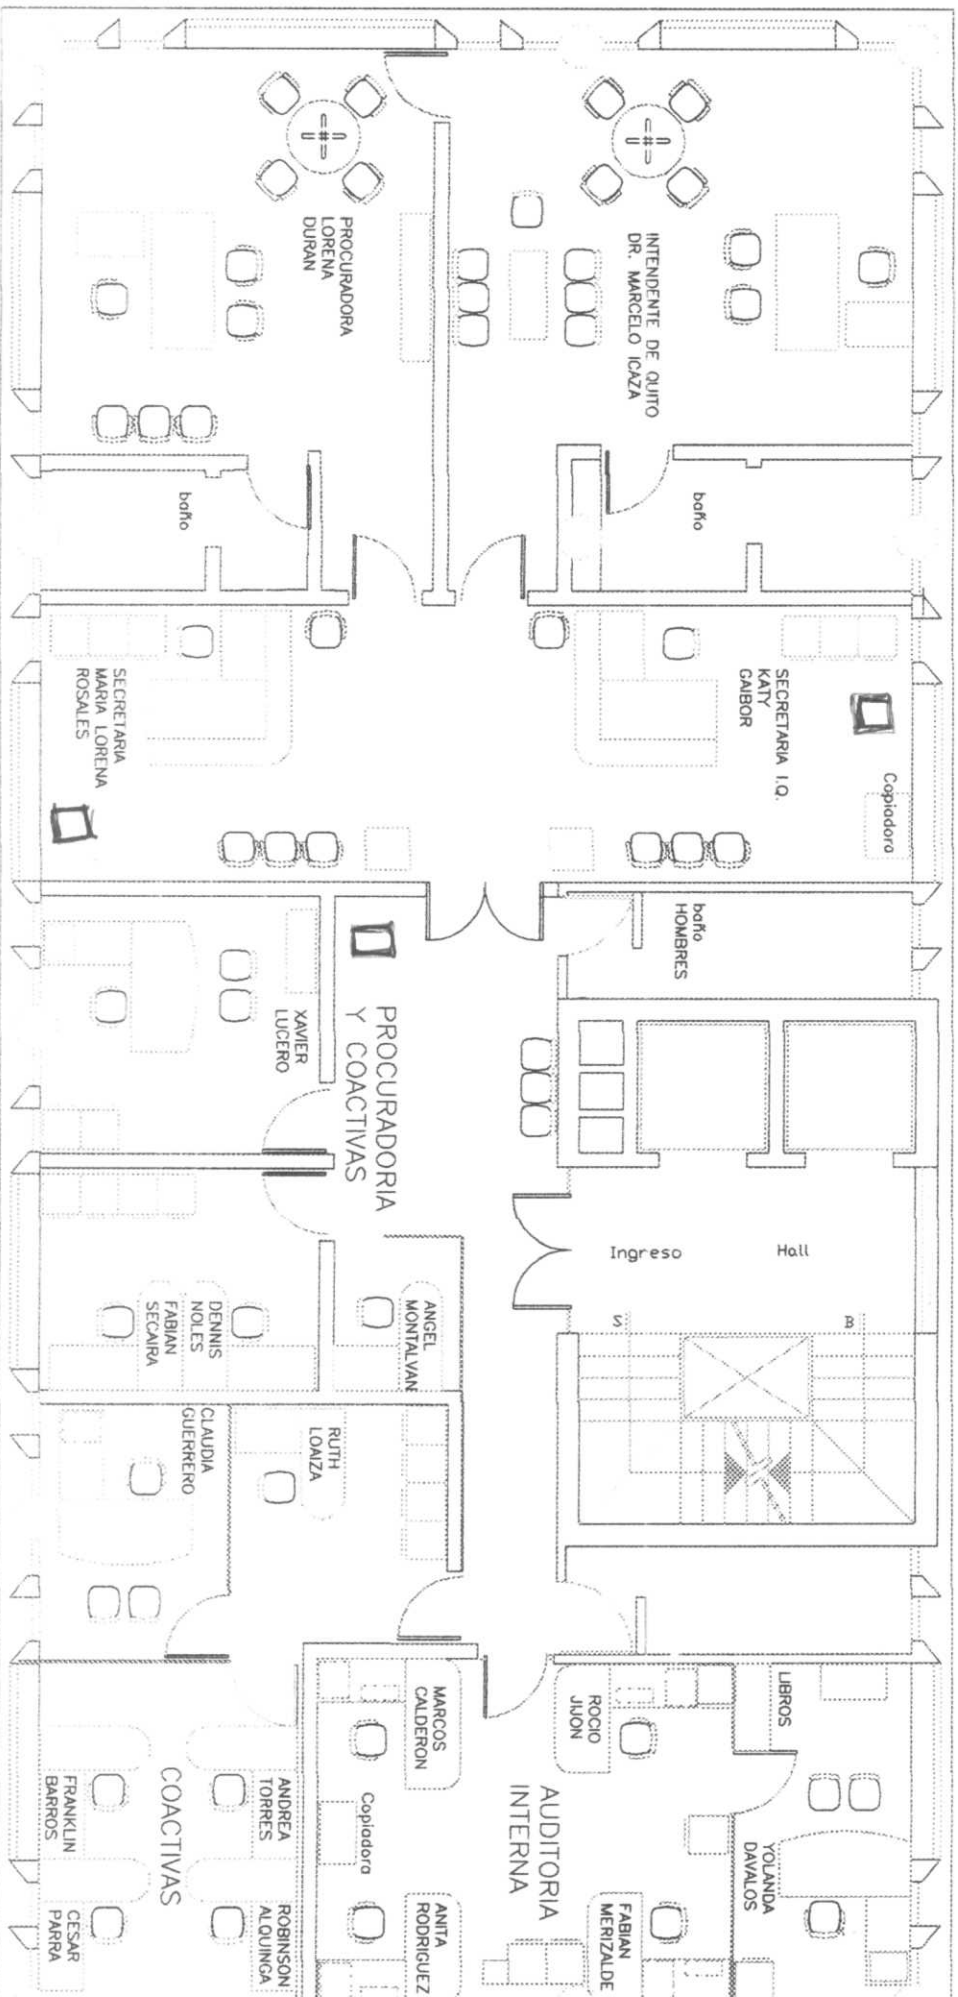 PROCURADORA
LORENA
DURAN
INTENDENTE DE QUITO
DR. MARCELO ICAZA
baño
baño
SECRETARIA
MARIA LORENA
ROSALES
SECRETARIA I.Q.
KATY
GAIBOR
Copiadora
baño
HOMBRES
XAVIER
LUCERO
PROCURADORIA
Y COACTIVAS
Ingreso
Hall
S
B
DENNIS
NOLES
FABIAN
SECAIRA
ANGEL
MONTALVAN
CLAUDIA
GUERRERO
RUTH
LOAIZA
MARCOS
CALDERON
ROCIO
JIJON
LIBROS
COACTIVAS
FRANKLIN
BARROS
ANDREA
TORRES
Copiadora
AUDITORIA
INTERNA
YOLANDA
DAVALOS
CESAR
PARRA
ROBINSON
ALQUINGA
ANITA
RODRIGUEZ
FABIAN
MERIZALDE